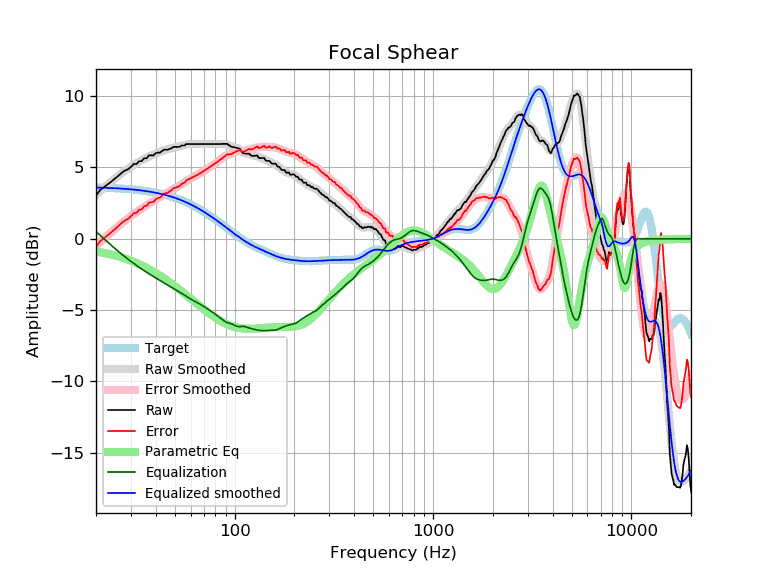 Focal Sphear
Amplitude (dBr)
10
5
0
−5
−10
−15
Target
Raw Smoothed
Error Smoothed
Raw
Error
Parametric Eq
Equalization
Equalized smoothed
100 1000 10000
Frequency (Hz)